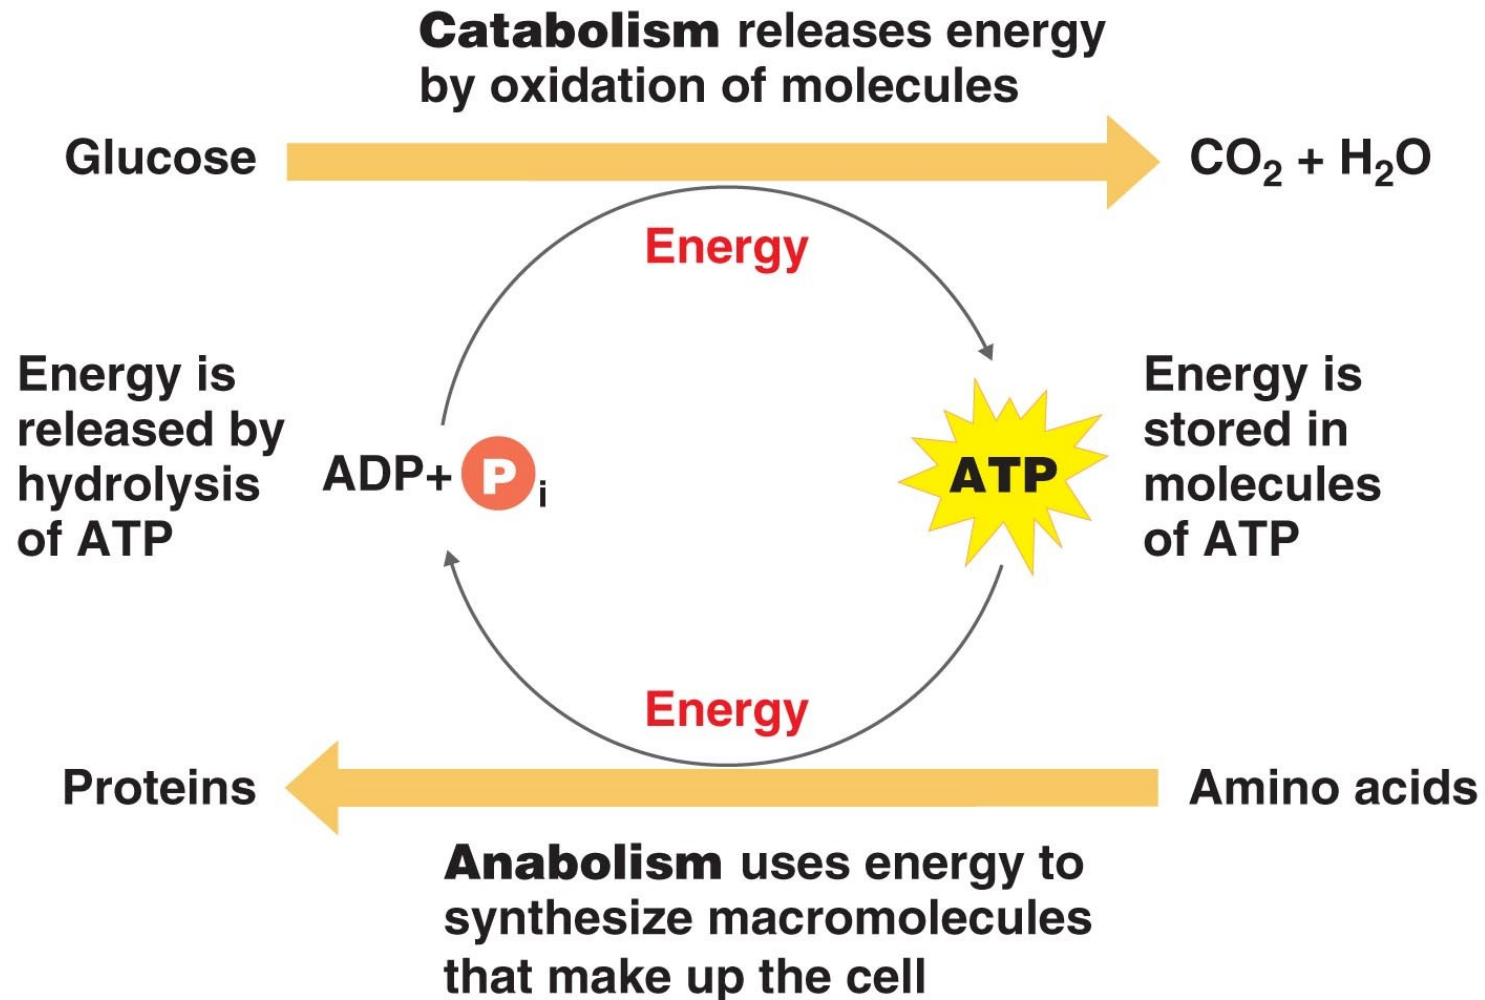 Catabolism releases energy
by oxidation of molecules
Glucose
CO₂ + H₂O
Energy
Energy is
released by
hydrolysis
of ATP
ADP+ P i
ATP
Energy is
stored in
molecules
of ATP
Energy
Proteins
Amino acids
Anabolism uses energy to
synthesize macromolecules
that make up the cell